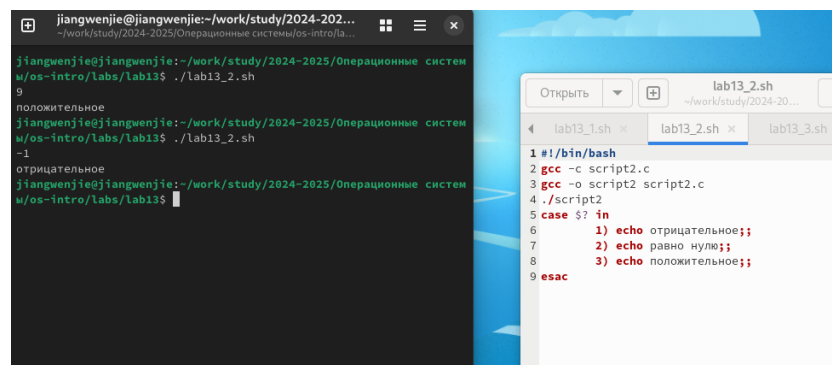 jiangwenjie@jiangwenjie:~/work/study/2024-202...
~/work/study/2024-2025/Операционные системы/os-intro/la...
jiangwenjie@jiangwenjie:~/work/study/2024-2025/Операционные систем
ы/os-intro/labs/lab13$ ./lab13_2.sh
9
положительное
jiangwenjie@jiangwenjie:~/work/study/2024-2025/Операционные систем
ы/os-intro/labs/lab13$ ./lab13_2.sh
-1
отрицательное
jiangwenjie@jiangwenjie:~/work/study/2024-2025/Операционные систем
ы/os-intro/labs/lab13$
Открыть
lab13_2.sh
~/work/study/2024-20...
lab13_1.sh × lab13_2.sh × lab13_3.sh
1 #!/bin/bash
2 gcc -c script2.c
3 gcc -o script2 script2.c
4 ./script2
5 case $? in
6 1) echo отрицательное;;
7 2) echo равно нулю;;
8 3) echo положительное;;
9 esac